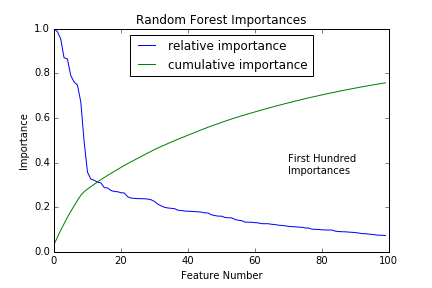 Random Forest Importances
relative importance
cumulative importance
First Hundred
Importances
Importance
1.0
0.8
0.6
0.4
0.2
0.0
0
20
40
60
80
100
Feature Number